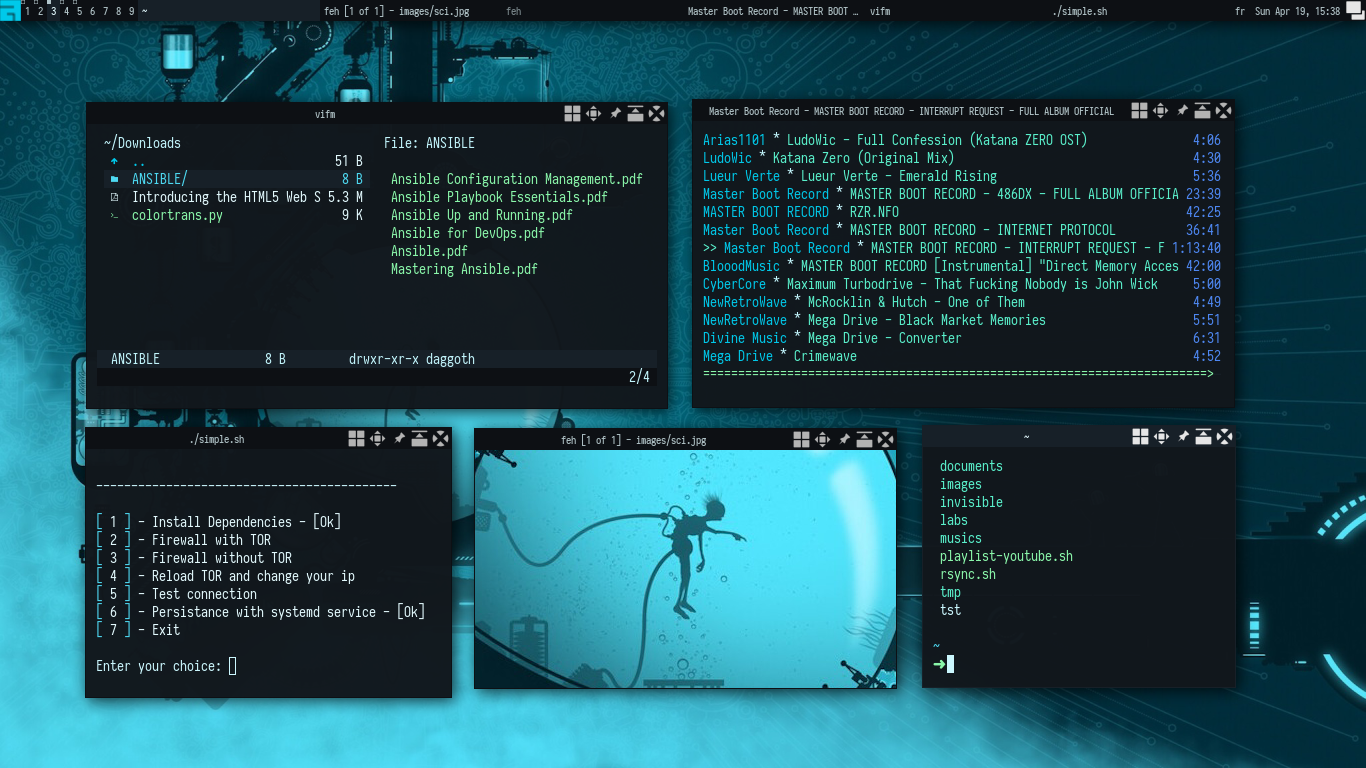 1 2 3 4 5 6 7 8 9 ~ feh [1 of 1] - images/sci.jpg feh Master Boot Record - MASTER BOOT … vifm ./simple.sh fr Sun Apr 19, 15:38
vifm
~/Downloads File: ANSIBLE
.. 51 B
ANSIBLE/ 8 B Ansible Configuration Management.pdf
Introducing the HTML5 Web S 5.3 M Ansible Playbook Essentials.pdf
colortrans.py 9 K Ansible Up and Running.pdf
Ansible for DevOps.pdf
Ansible.pdf
Mastering Ansible.pdf
ANSIBLE 8 B drwxr-xr-x daggoth
2/4
Master Boot Record - MASTER BOOT RECORD - INTERRUPT REQUEST - FULL ALBUM OFFICIAL
Arias1101 * LudoWic - Full Confession (Katana ZERO OST) 4:06
LudoWic * Katana Zero (Original Mix) 4:30
Lueur Verte * Lueur Verte - Emerald Rising 5:36
Master Boot Record * MASTER BOOT RECORD - 486DX - FULL ALBUM OFFICIA 23:39
MASTER BOOT RECORD * RZR.NFO 42:25
Master Boot Record * MASTER BOOT RECORD - INTERNET PROTOCOL 36:41
>> Master Boot Record * MASTER BOOT RECORD - INTERRUPT REQUEST - F 1:13:40
BlooodMusic * MASTER BOOT RECORD [Instrumental] "Direct Memory Acces 42:00
CyberCore * Maximum Turbodrive - That Fucking Nobody is John Wick 5:00
NewRetroWave * McRocklin & Hutch - One of Them 4:49
NewRetroWave * Mega Drive - Black Market Memories 5:51
Divine Music * Mega Drive - Converter 6:31
Mega Drive * Crimewave 4:52
========================================================================>
./simple.sh
-------------------------------------------
[ 1 ] - Install Dependencies - [Ok]
[ 2 ] - Firewall with TOR
[ 3 ] - Firewall without TOR
[ 4 ] - Reload TOR and change your ip
[ 5 ] - Test connection
[ 6 ] - Persistance with systemd service - [Ok]
[ 7 ] - Exit
Enter your choice:
feh [1 of 1] - images/sci.jpg
~
documents
images
invisible
labs
musics
playlist-youtube.sh
rsync.sh
tmp
tst
~
➜